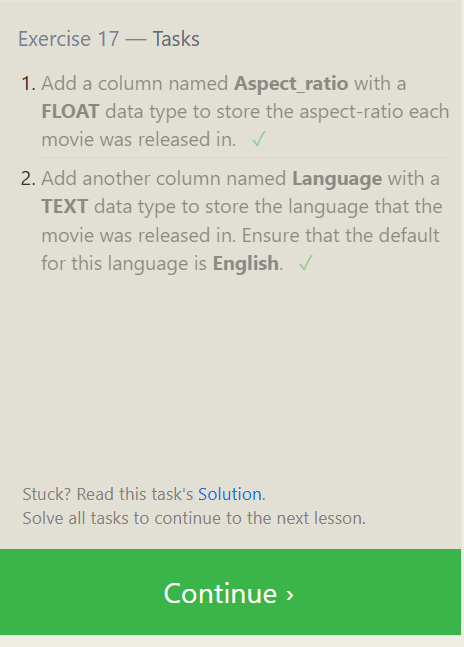 Exercise 17 — Tasks
1. Add a column named Aspect_ratio with a
FLOAT data type to store the aspect-ratio each
movie was released in. ✓
2. Add another column named Language with a
TEXT data type to store the language that the
movie was released in. Ensure that the default
for this language is English. ✓
Stuck? Read this task's Solution.
Solve all tasks to continue to the next lesson.
Continue ›